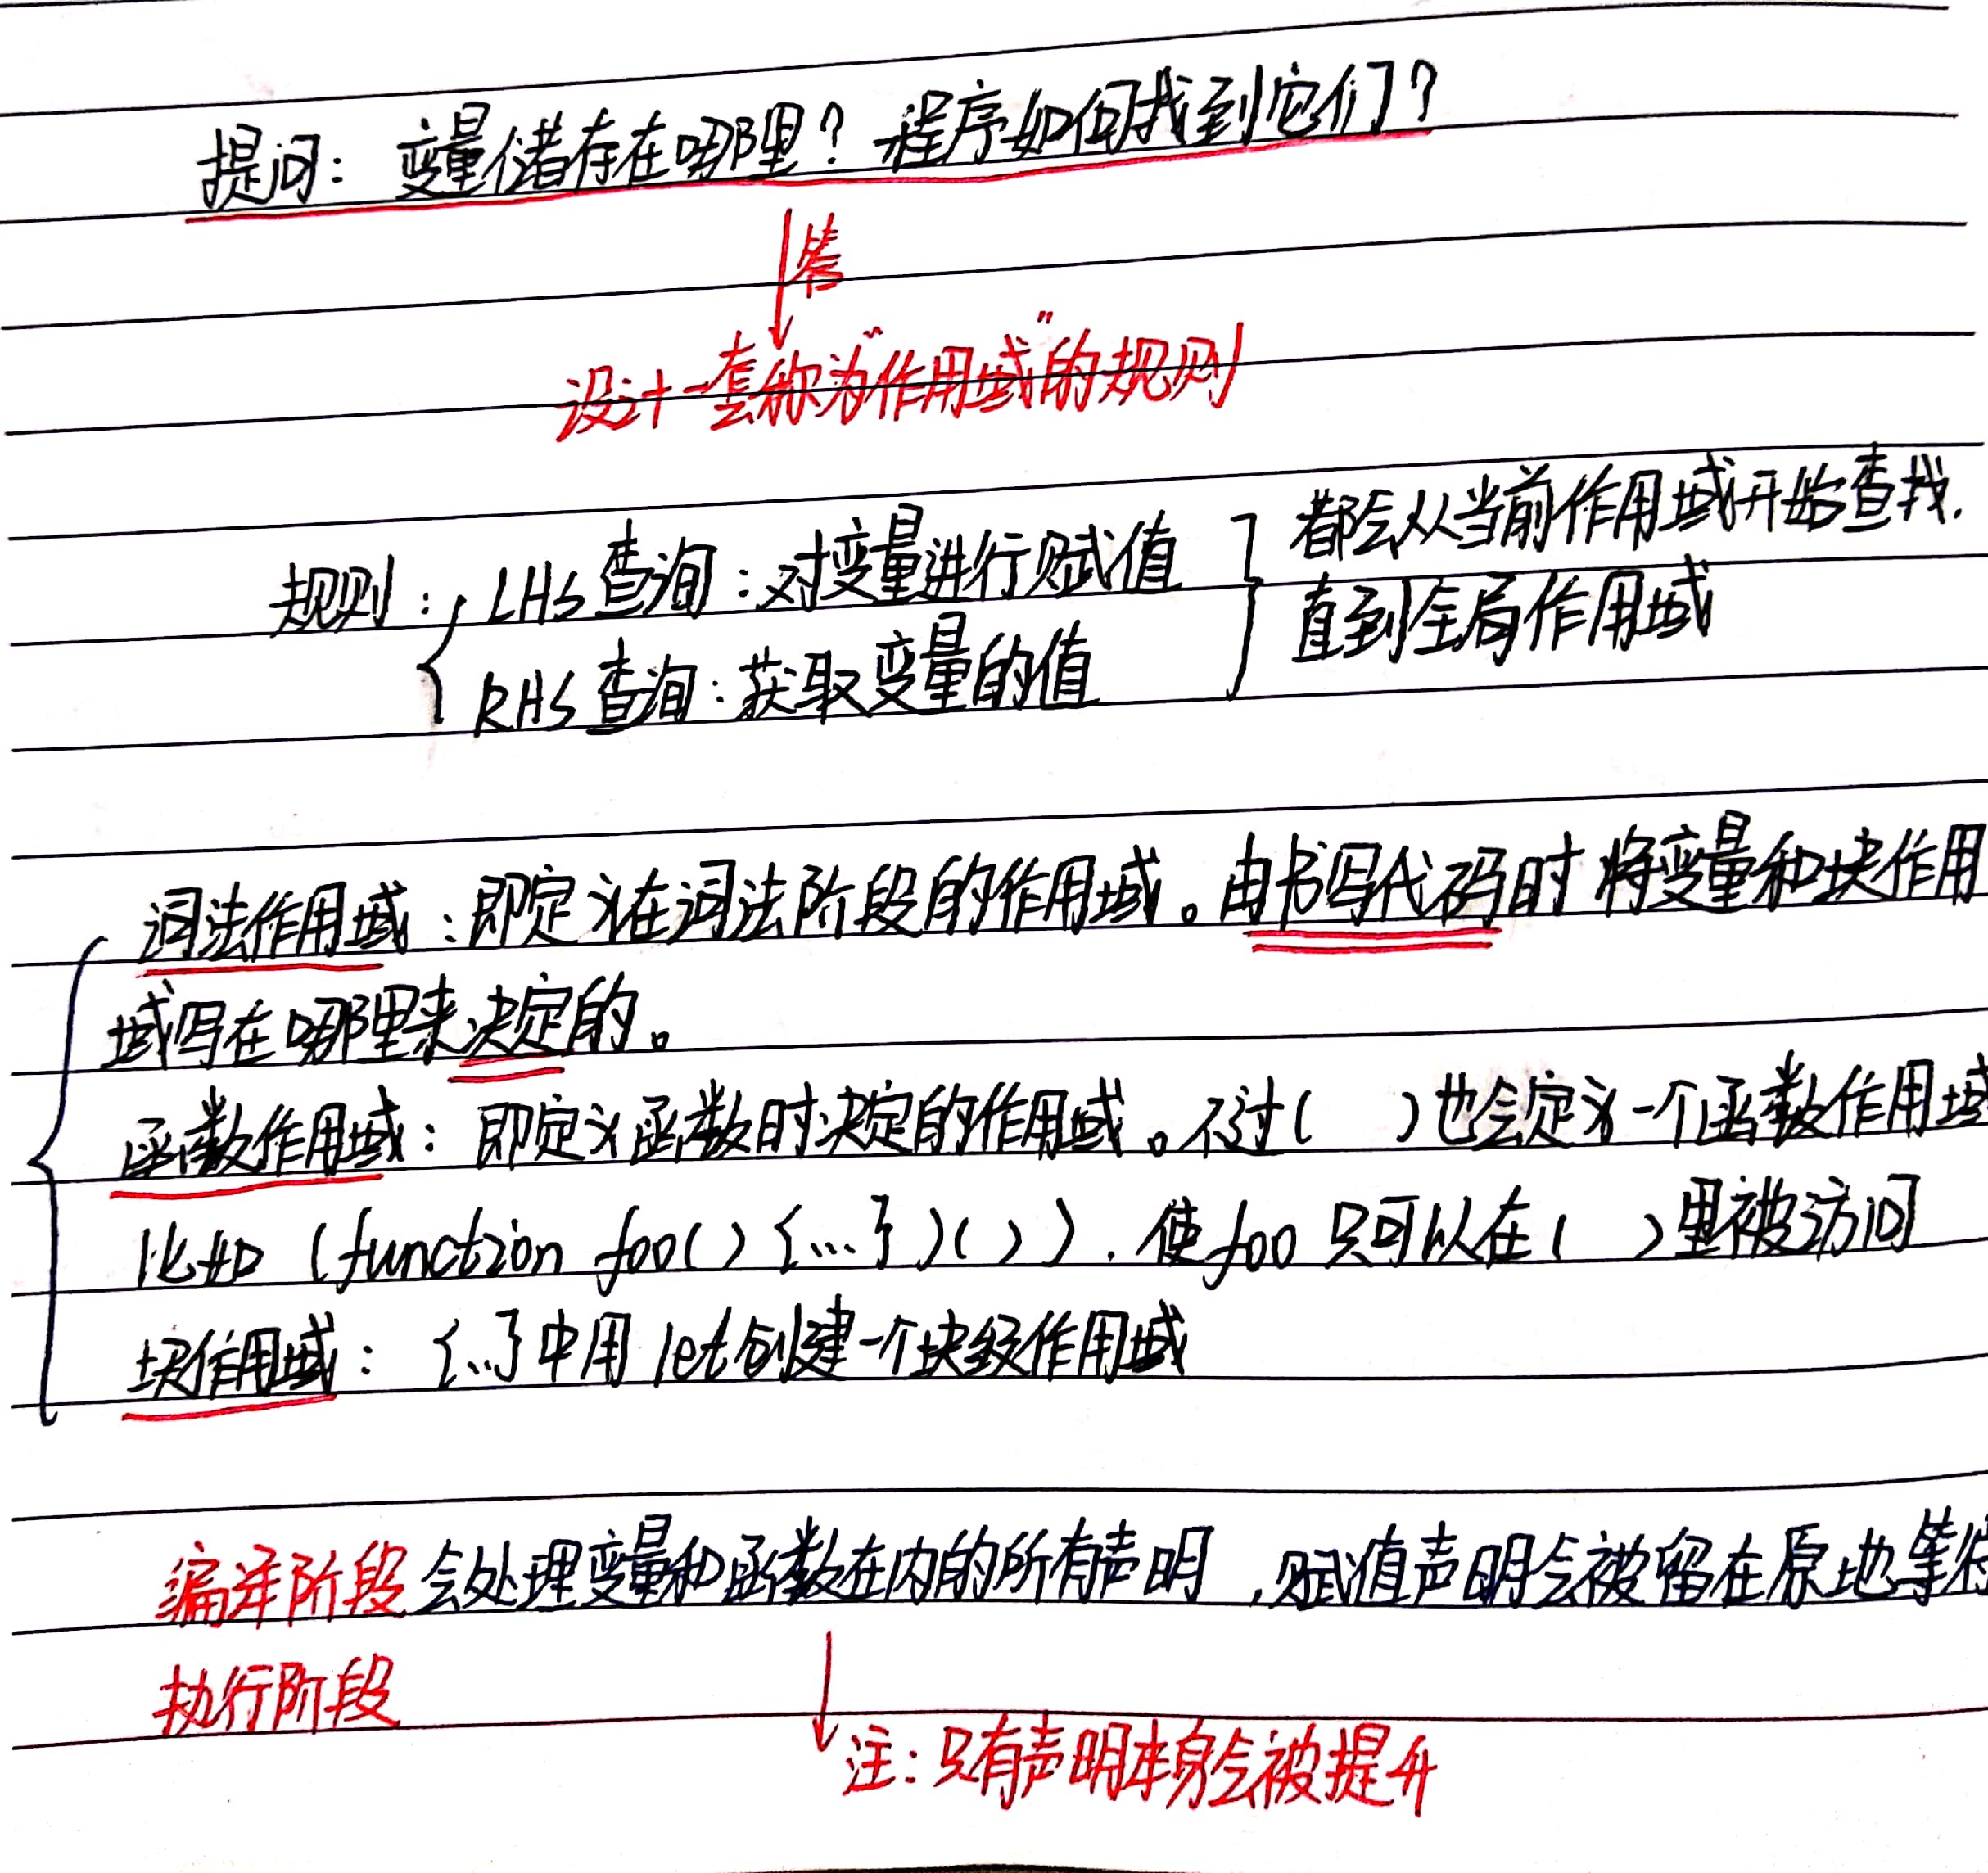 提问：变量储存在哪里？程序如何找到它们？
答
设计一套称为“作用域”的规则
规则：LHS查询：对变量进行赋值
RHS查询：获取变量的值
都会从当前作用域开始查找.
直到全局作用域
词法作用域：即定义在词法阶段的作用域。由书写代码时将变量和块作用
域写在哪里来决定的。
函数作用域：即定义函数时决定的作用域。不过( )也会定义一个函数作用域
比如 (function foo() {...})()). 使foo只可以在( )里被访问
块作用域：{...}中用let创建一个块级作用域
编译阶段会处理变量和函数在内的所有声明,赋值声明会被留在原地等待
执行阶段
注：只有声明本身会被提升